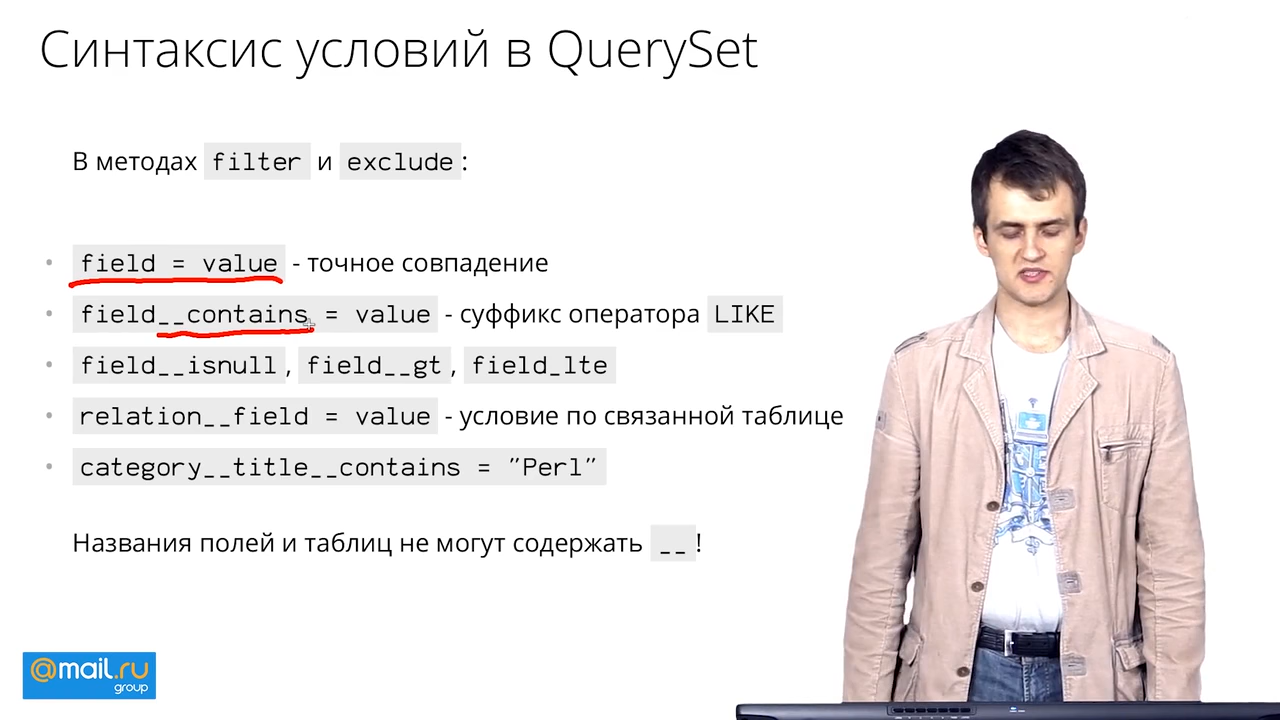 Синтаксис условий в QuerySet
В методах filter и exclude:
• field = value - точное совпадение
• field__contains = value - суффикс оператора LIKE
• field__isnull, field__gt, field_lte
• relation__field = value - условие по связанной таблице
• category__title__contains = "Perl"
Названия полей и таблиц не могут содержать __!
@mail.ru
group